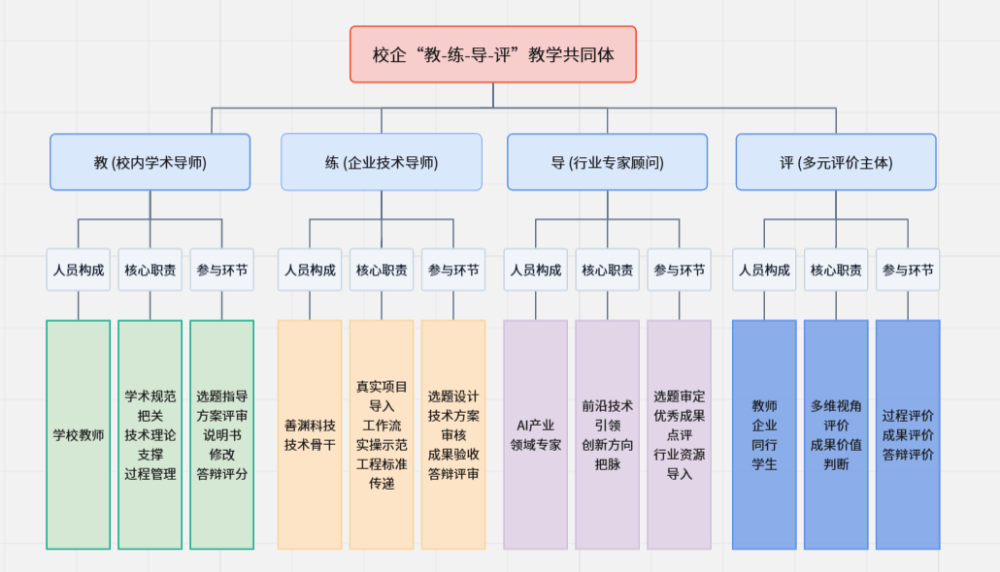 校企“教-练-导-评”教学共同体
教 (校内学术导师)
练 (企业技术导师)
导 (行业专家顾问)
评 (多元评价主体)
人员构成
核心职责
参与环节
人员构成
核心职责
参与环节
人员构成
核心职责
参与环节
人员构成
核心职责
参与环节
学校教师
学术规范
把关
技术理论
支撑
过程管理
选题指导
方案评审
说明书
修改
答辩评分
善渊科技
技术骨干
真实项目
导入
工作流
实操示范
工程标准
传递
选题设计
技术方案
审核
成果验收
答辩评审
AI产业
领域专家
前沿技术
引领
创新方向
把脉
选题审定
优秀成果
点评
行业资源
导入
教师
企业
同行
学生
多维视角
评价
成果价值
判断
过程评价
成果评价
答辩评价